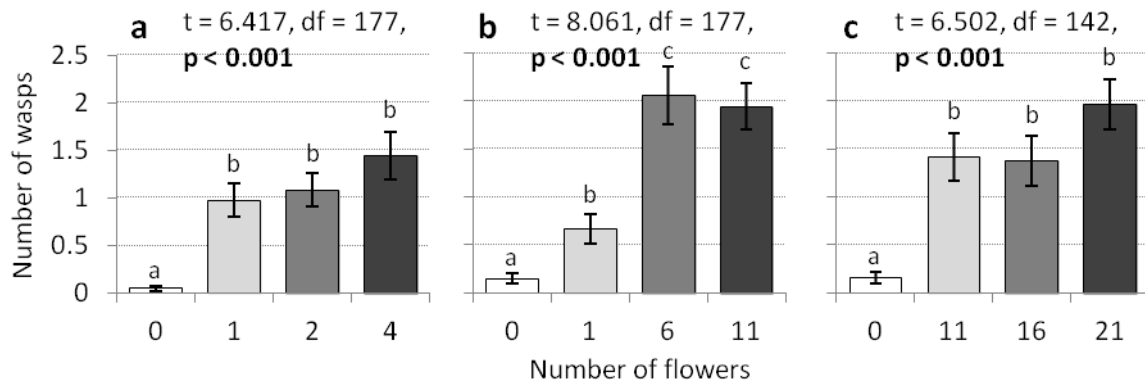 a t = 6.417, df = 177,
p < 0.001
b t = 8.061, df = 177,
p < 0.001
c t = 6.502, df = 142,
p < 0.001
Number of wasps
2.5
2
1.5
1
0.5
0
a b b b
a b c c
a b b b
0 1 2 4
0 1 6 11
0 11 16 21
Number of flowers